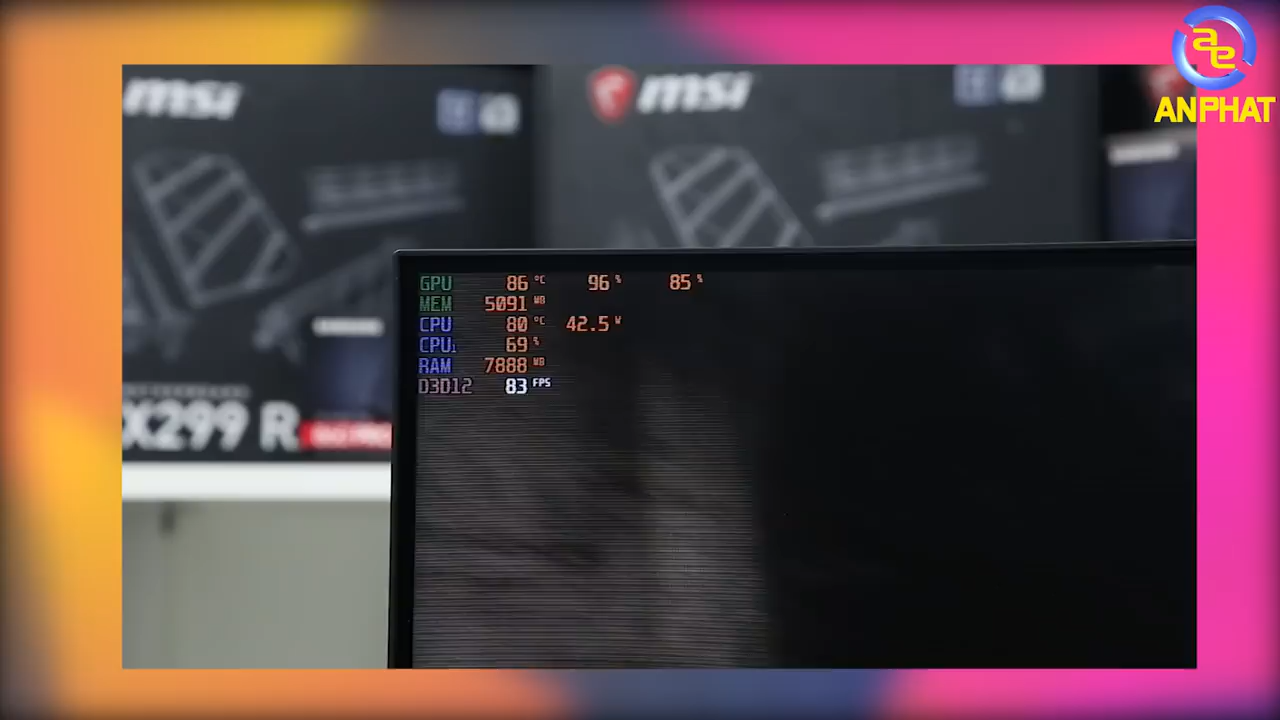 ae
ANPHAT
msi
msi
X299 R
GPU 86 °C 96 % 85 %
MEM 5091 MB
CPU 80 °C 42.5 W
CPU1 69 %
RAM 7888 MB
D3D12 83 FPS